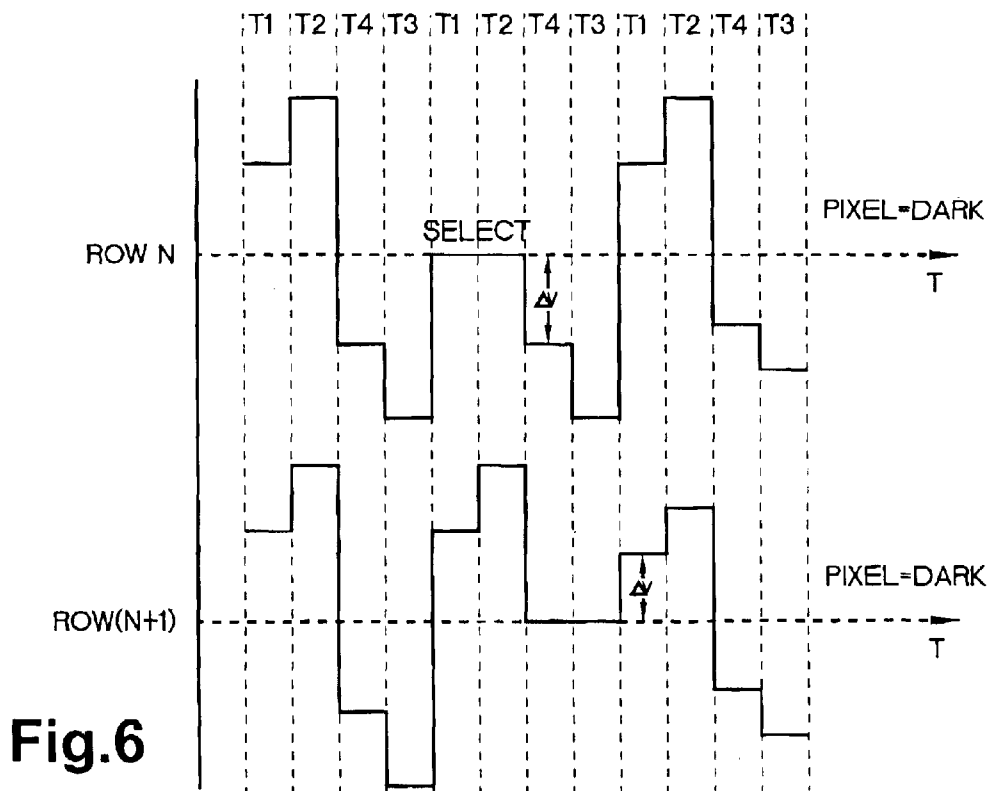 T1 T2 T4 T3 T1 T2 T4 T3 T1 T2 T4 T3
PIXEL=DARK
SELECT
ROW N
T
ΔV
PIXEL=DARK
ΔV
ROW(N+1)
T
Fig.6